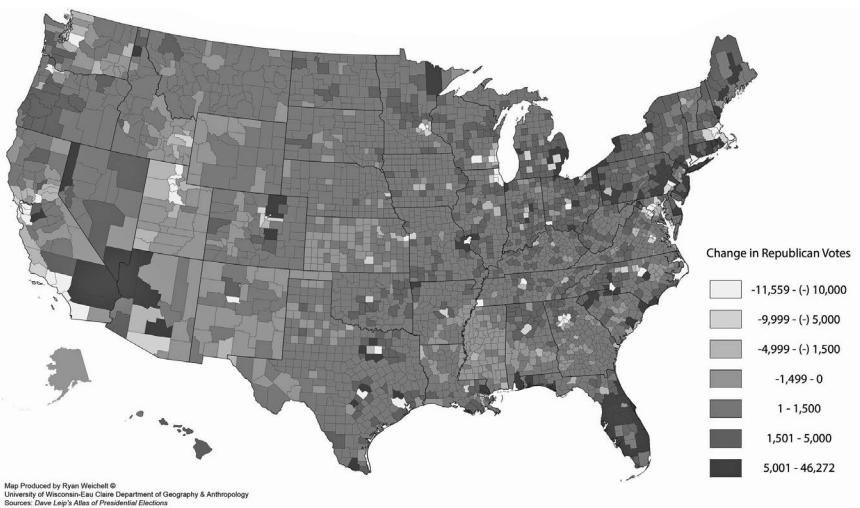 Change in Republican Votes
-11,559 - (-) 10,000
-9,999 - (-) 5,000
-4,999 - (-) 1,500
-1,499 - 0
1 - 1,500
1,501 - 5,000
5,001 - 46,272
Map Produced by Ryan Weichelt ©
University of Wisconsin-Eau Claire Department of Geography & Anthropology
Sources: Dave Leip's Atlas of Presidential Elections